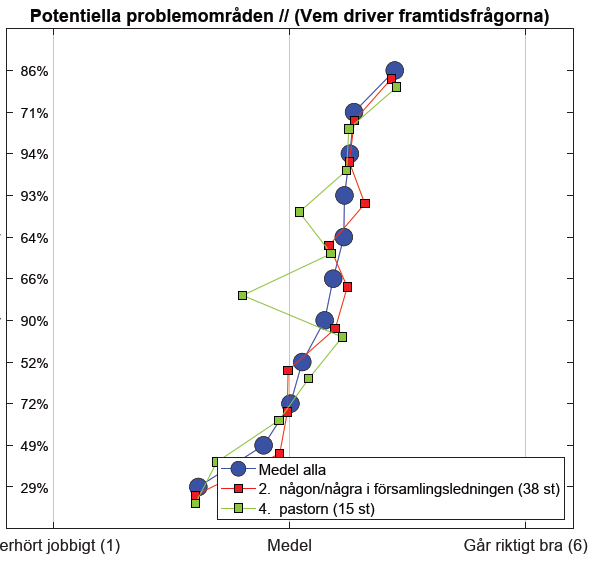 Potentiella problemområden // (Vem driver framtidsfrågorna)
86%
71%
94%
93%
64%
66%
90%
52%
72%
49%
29%
Medel alla
2. någon/några i församlingsledningen (38 st)
4. pastorn (15 st)
erhört jobbigt (1) Medel Går riktigt bra (6)